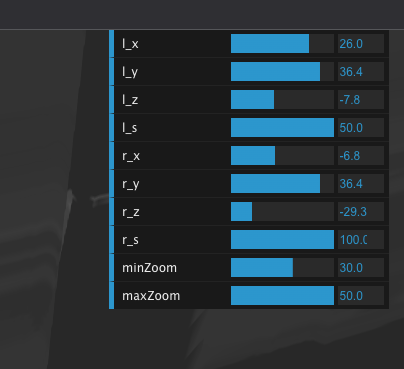 l_x 26.0
l_y 36.4
l_z -7.8
l_s 50.0
r_x -6.8
r_y 36.4
r_z -29.3
r_s 100.0
minZoom 30.0
maxZoom 50.0